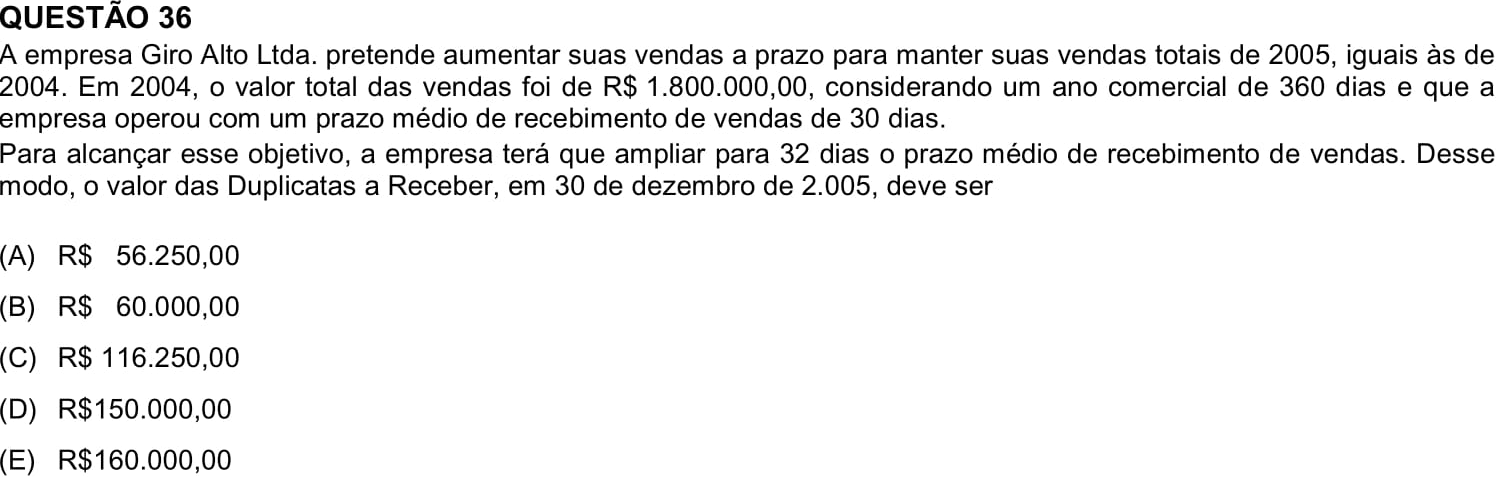 QUESTÃO 36
A empresa Giro Alto Ltda. pretende aumentar suas vendas a prazo para manter suas vendas totais de 2005, iguais às de
2004. Em 2004, o valor total das vendas foi de R$ 1.800.000,00, considerando um ano comercial de 360 dias e que a
empresa operou com um prazo médio de recebimento de vendas de 30 dias.
Para alcançar esse objetivo, a empresa terá que ampliar para 32 dias o prazo médio de recebimento de vendas. Desse
modo, o valor das Duplicatas a Receber, em 30 de dezembro de 2.005, deve ser
(A) R$ 56.250,00
(B) R$ 60.000,00
(C) R$ 116.250,00
(D) R$150.000,00
(E) R$160.000,00